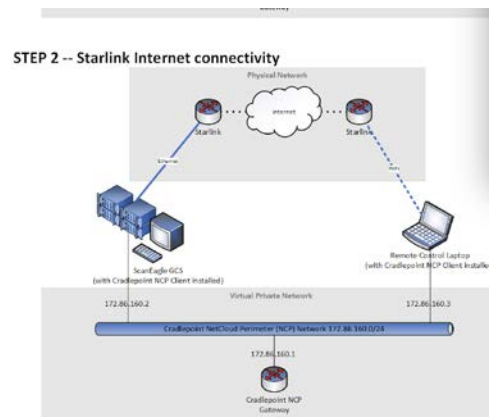 Gateway
STEP 2 -- Starlink Internet connectivity
Physical Network
Internet
Starlink
Starlink
Ethernet
ScanEagle GCS
(with Cradlepoint NCP Client installed)
Remote Control Laptop
(with Cradlepoint NCP Client installe
Virtual Private Network
172.86.160.2
172.86.160.3
Cradlepoint NetCloud Perimeter (NCP) Network 172.86.160.0/24
172.86.160.1
Cradlepoint NCP
Gateway